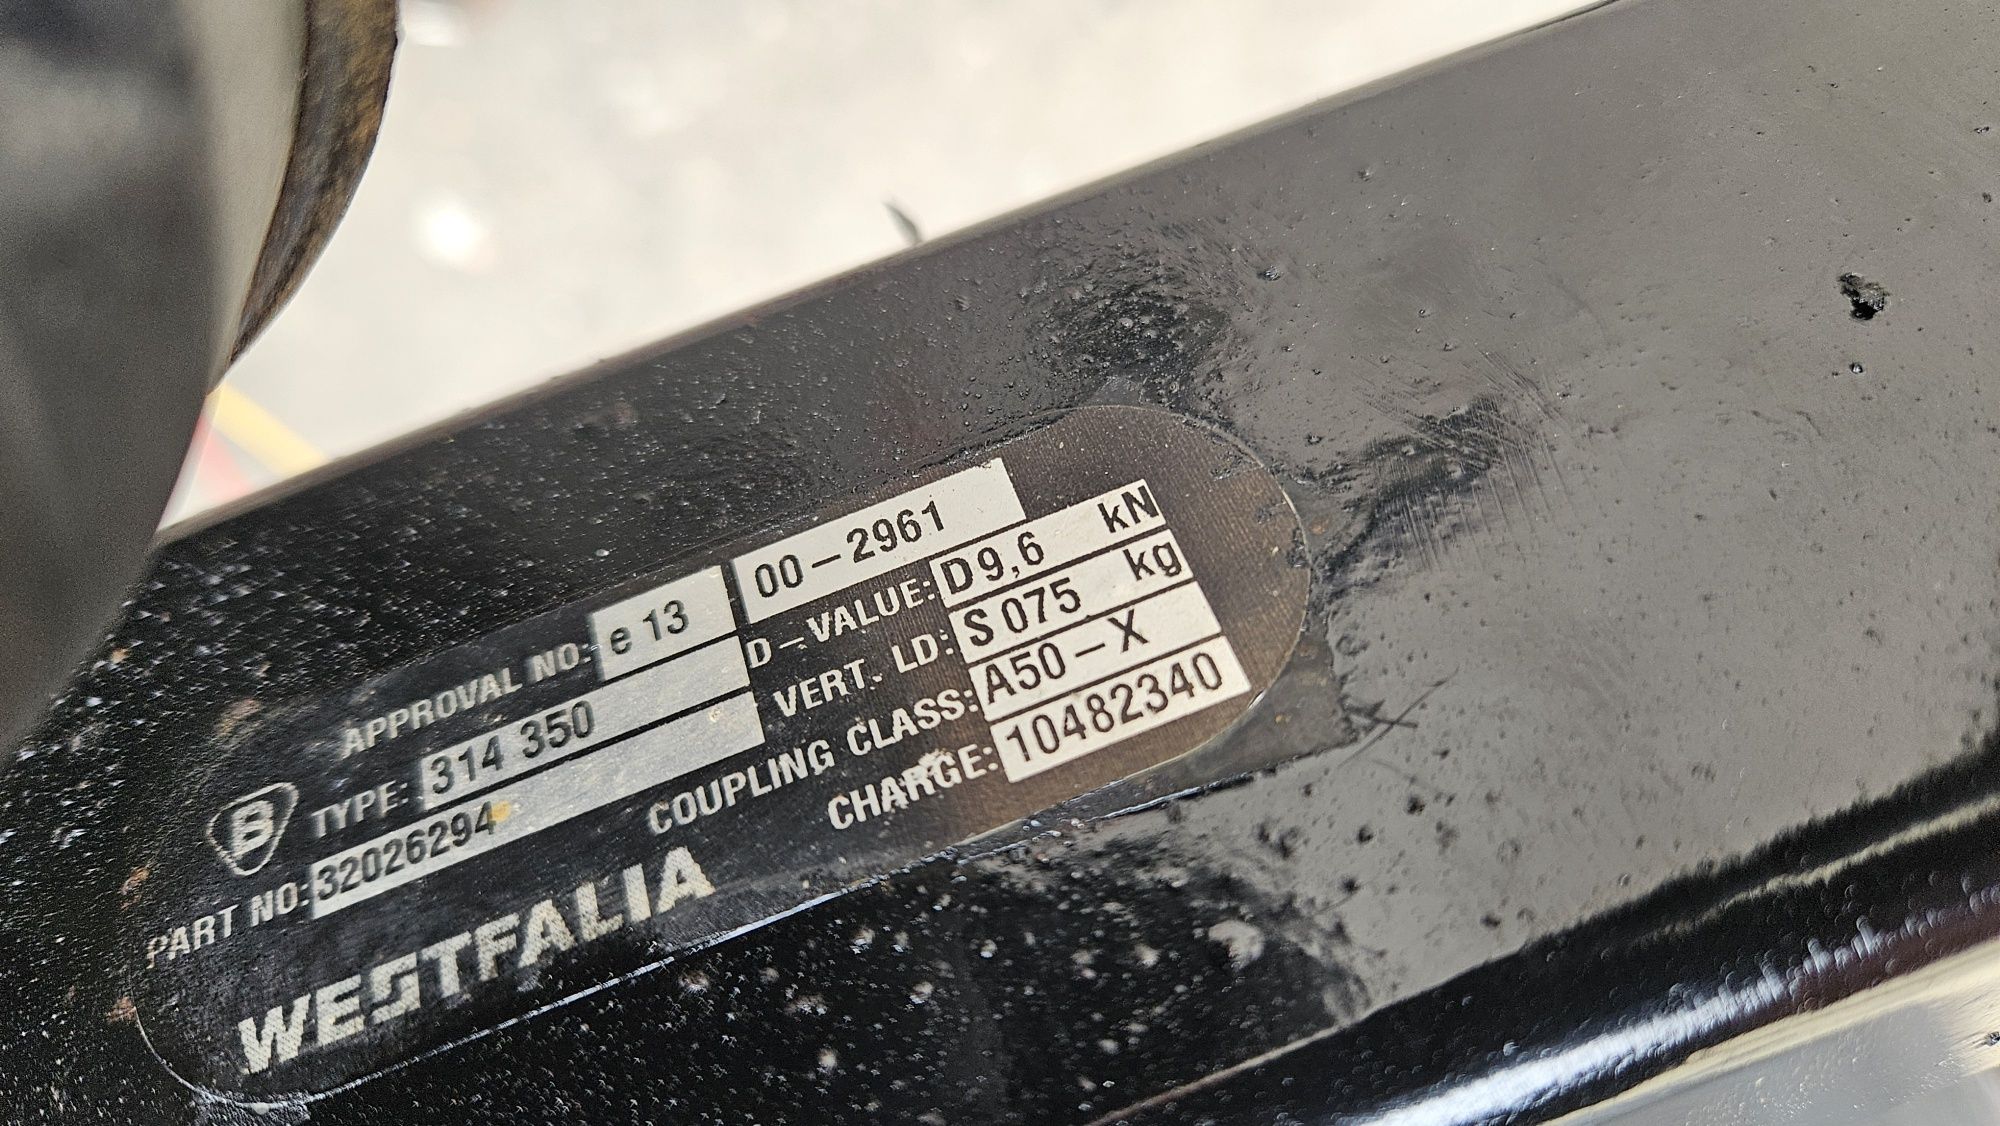 APPROVAL NO: e 13 00-2961
TYPE: 314 350 D-VALUE: D 9,6 kN
PART NO: 32026294 VERT. LD: S 075 kg
COUPLING CLASS: A50-X
WESTFALIA CHARGE: 10482340
B